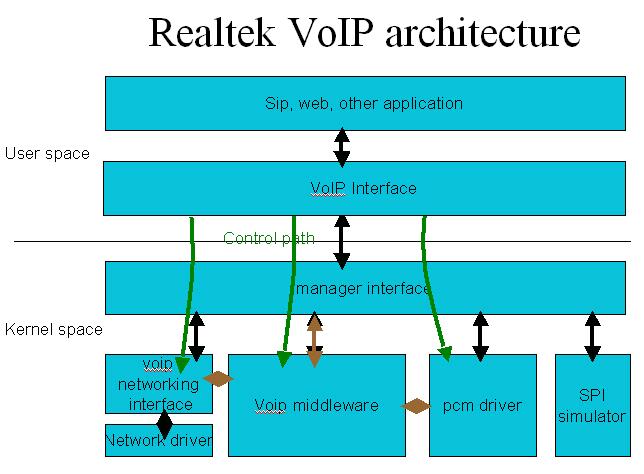 Realtek VoIP architecture
Sip, web, other application
User space
VoIP Interface
Control path
manager interface
Kernel space
voip
networking
interface
Voip middleware
pcm driver
SPI
simulator
Network driver